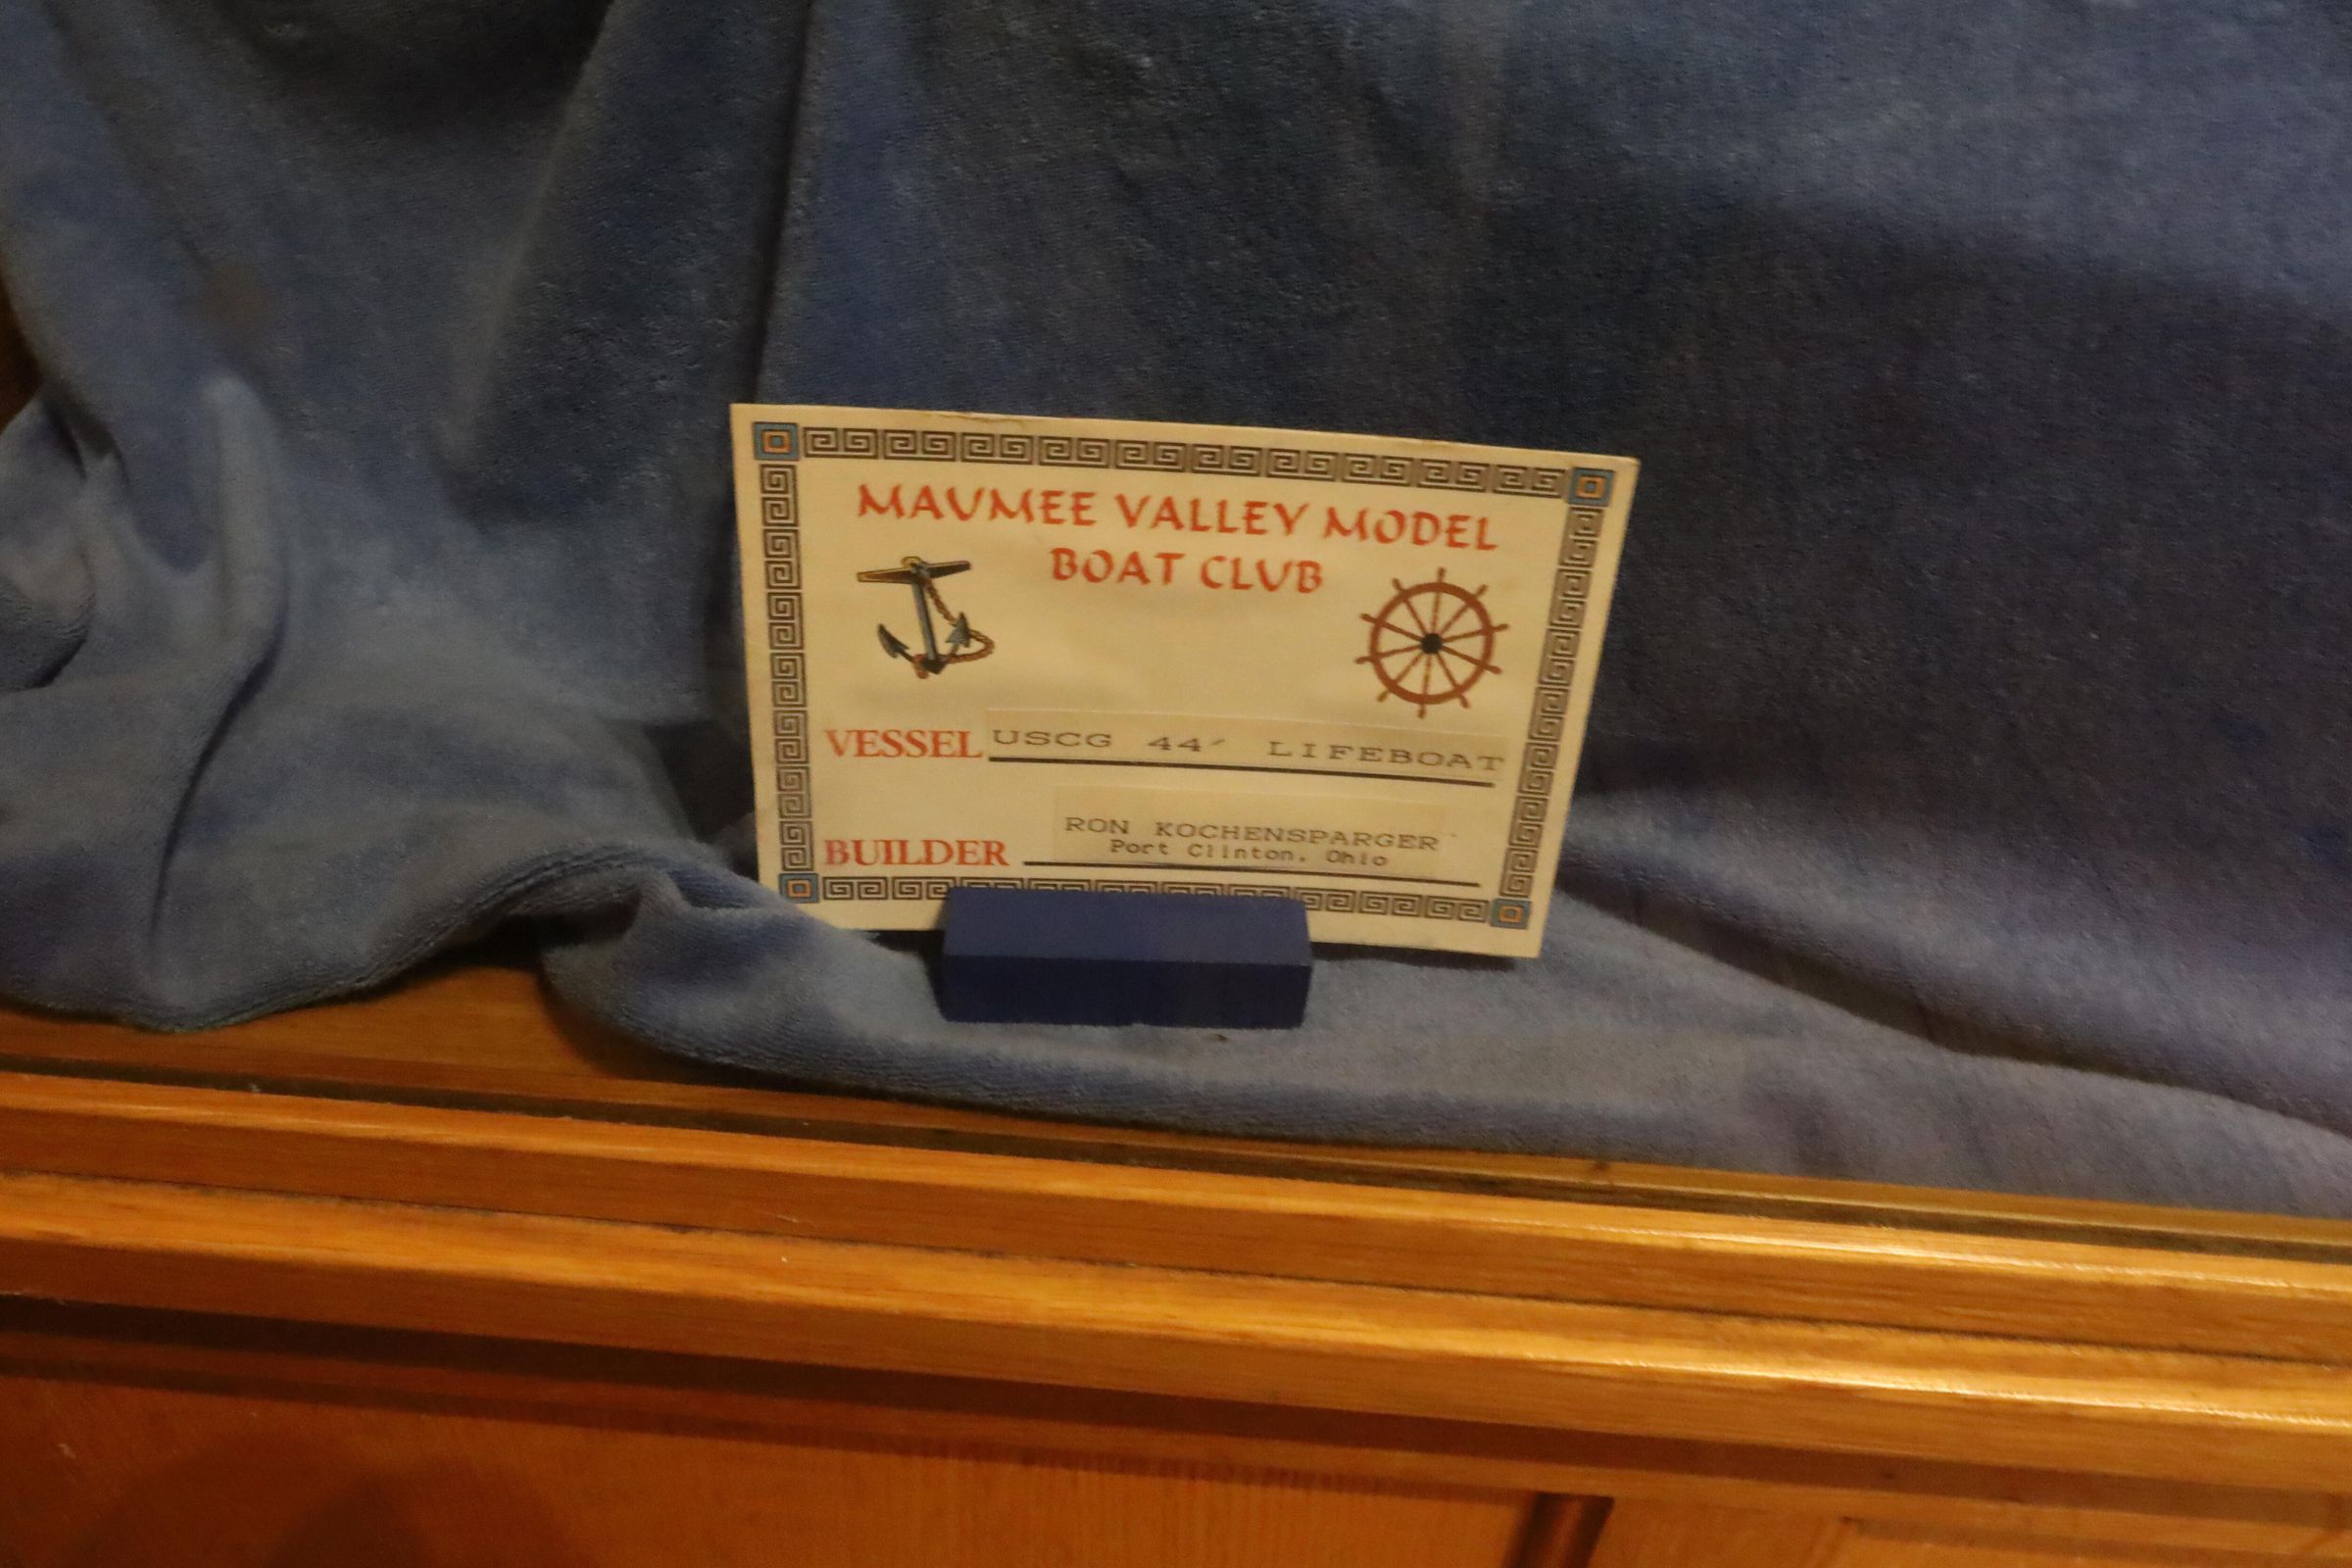 MAUMEE VALLEY MODEL
BOAT CLUB
VESSEL USCG 44' LIFEBOAT
RON KOCHENSPARGER
BUILDER Port Clinton, Ohio